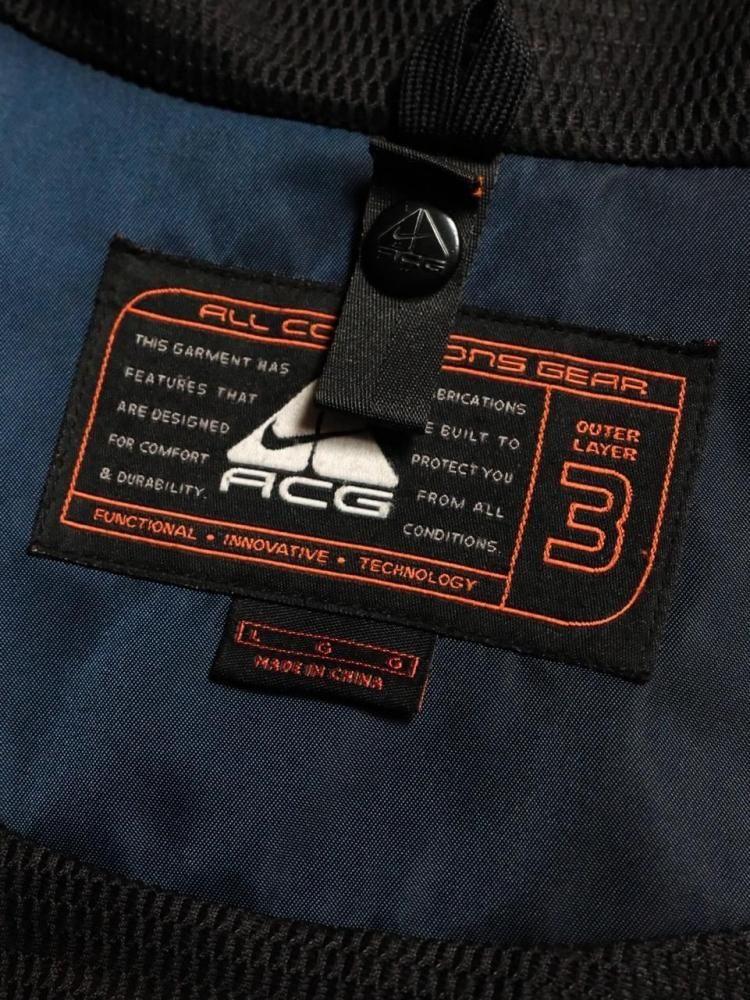 ACG
ALL CO ONS GEAR
THIS GARMENT HAS
FEATURES THAT
ARE DESIGNED
FOR COMFORT
& DURABILITY.
ACG
BRICATIONS
E BUILT TO
PROTECT YOU
FROM ALL
CONDITIONS.
OUTER
LAYER
3
FUNCTIONAL • INNOVATIVE • TECHNOLOGY
L G G
MADE IN CHINA